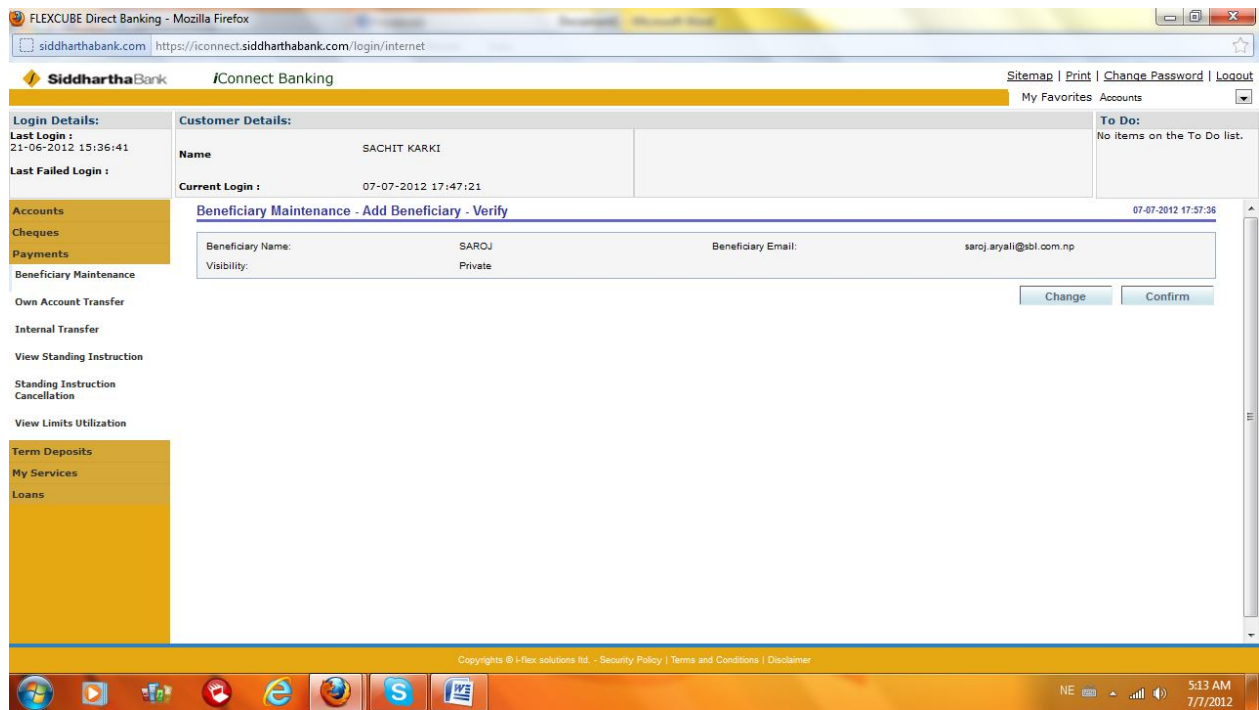 FLEXCUBE Direct Banking - Mozilla Firefox
siddharthabank.com https://iconnect.siddharthabank.com/login/internet
SiddharthaBank iConnect Banking Sitemap | Print | Change Password | Logout
My Favorites Accounts
Login Details: Customer Details: To Do:
Last Login :
21-06-2012 15:36:41
Last Failed Login :
Name SACHIT KARKI
Current Login : 07-07-2012 17:47:21
No items on the To Do list.
Accounts
Cheques
Payments
Beneficiary Maintenance
Own Account Transfer
Internal Transfer
View Standing Instruction
Standing Instruction
Cancellation
View Limits Utilization
Term Deposits
My Services
Loans
Beneficiary Maintenance - Add Beneficiary - Verify 07-07-2012 17:57:36
Beneficiary Name: SAROJ Beneficiary Email: saroj.aryali@sbl.com.np
Visibility: Private
Change Confirm
Copyrights © i-flex solutions ltd. - Security Policy | Terms and Conditions | Disclaimer
NE 5:13 AM
7/7/2012